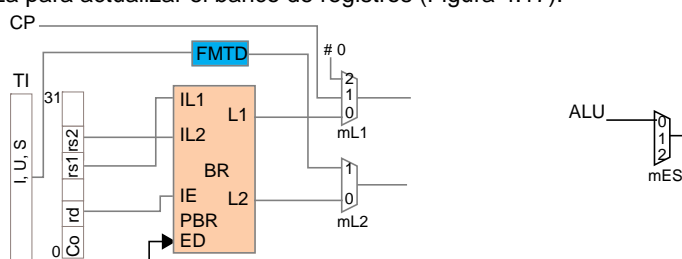 za para actualizar el banco de registros (Figura 4.17).
CP
FMTD
# 0
TI
31
IL1
L1
2
1
0
mL1
ALU
0
1
2
mES
I, U, S
rs2
rs1
IL2
BR
IE
L2
1
0
mL2
rd
PBR
ED
0
Co